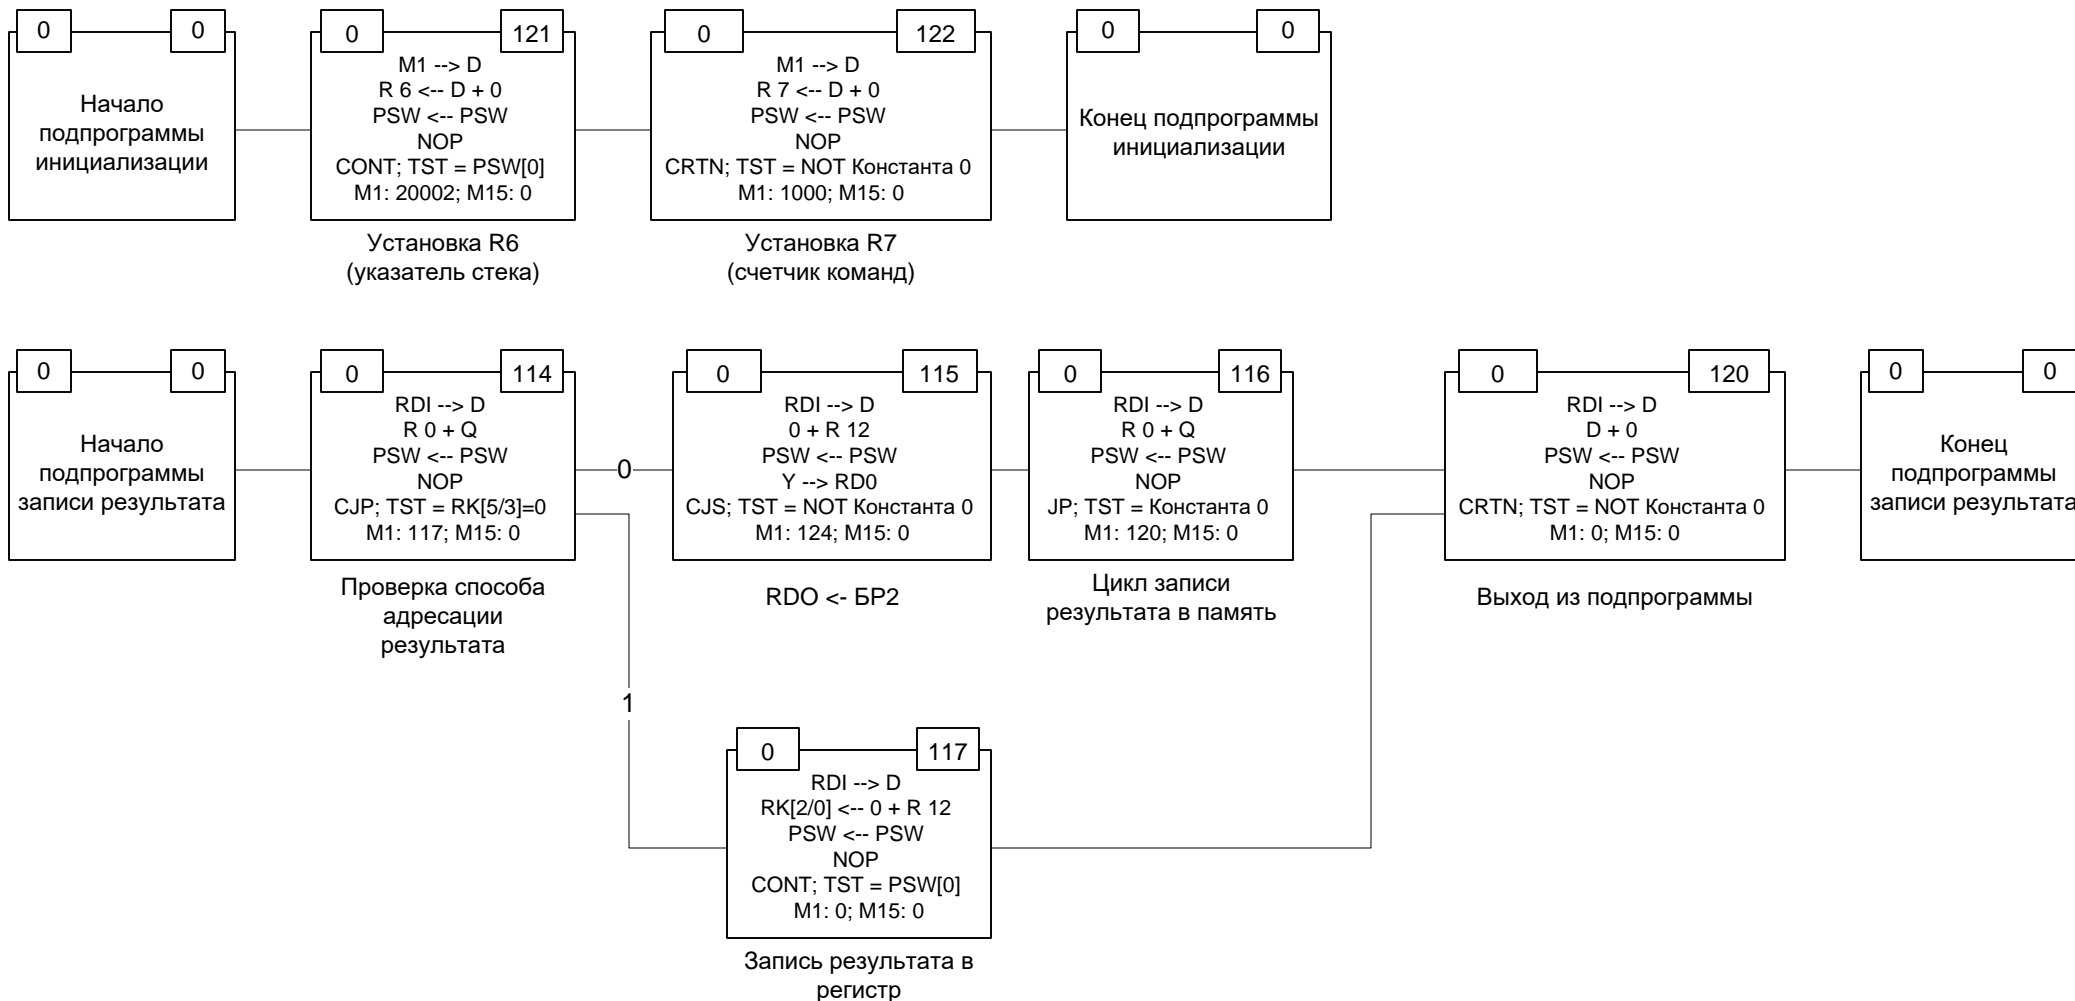 0
0
Начало
подпрограммы
инициализации
0
121
M1 --> D
R 6 <-- D + 0
PSW <-- PSW
NOP
CONT; TST = PSW[0]
M1: 20002; M15: 0
Установка R6
(указатель стека)
0
122
M1 --> D
R 7 <-- D + 0
PSW <-- PSW
NOP
CRTN; TST = NOT Константа 0
M1: 1000; M15: 0
Установка R7
(счетчик команд)
0
0
Конец подпрограммы
инициализации
0
0
Начало
подпрограммы
записи результата
0
114
RDI --> D
R 0 + Q
PSW <-- PSW
NOP
CJP; TST = RK[5/3]=0
M1: 117; M15: 0
Проверка способа
адресации
результата
0
1
0
115
RDI --> D
0 + R 12
PSW <-- PSW
Y --> RD0
CJS; TST = NOT Константа 0
M1: 124; M15: 0
RDO <- БР2
0
116
RDI --> D
R 0 + Q
PSW <-- PSW
NOP
JP; TST = Константа 0
M1: 120; M15: 0
Цикл записи
результата в память
0
120
RDI --> D
D + 0
PSW <-- PSW
NOP
CRTN; TST = NOT Константа 0
M1: 0; M15: 0
Выход из подпрограммы
0
0
Конец
подпрограммы
записи результата
0
117
RDI --> D
RK[2/0] <-- 0 + R 12
PSW <-- PSW
NOP
CONT; TST = PSW[0]
M1: 0; M15: 0
Запись результата в
регистр